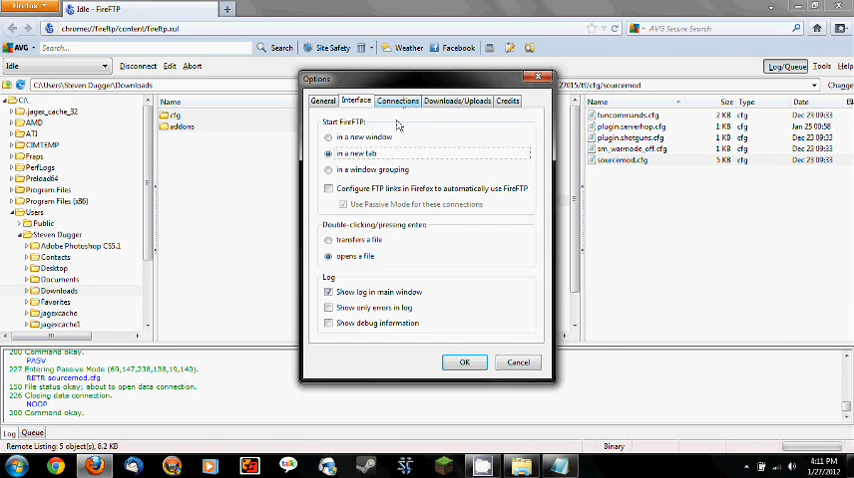 Firefox
Idle - FireFTP
chrome://fireftp/content/fireftp.xul
AVG Secure Search
AVG
Search...
Search
Site Safety
Weather
Facebook
Idle
Disconnect
Edit
Abort
Log/Queue
Tools
Help
C:\Users\Steven Dugger\Downloads
Browse
27015/tf/cfg/sourcemod
Change
C:\
.jagex_cache_32
AMD
ATI
CIMTEMP
Fraps
PerfLogs
Preload64
Program Files
Program Files (x86)
Users
Public
Steven Dugger
Adobe Photoshop CS5.1
Contacts
Desktop
Documents
Downloads
Favorites
jagexcache
jagexcache1
Name
cfg
addons
Options
General
Interface
Connections
Downloads/Uploads
Credits
Start FireFTP:
in a new window
in a new tab
in a window grouping
Configure FTP links in Firefox to automatically use FireFTP
Use Passive Mode for these connections
Double-clicking/pressing enter:
transfers a file
opens a file
Log
Show log in main window
Show only errors in log
Show debug information
OK
Cancel
Name Size Type Date
funcommands.cfg 2 KB cfg Dec 23 09:33
plugin.serverhop.cfg 1 KB cfg Jan 25 00:58
plugin.shotguns.cfg 1 KB cfg Dec 23 09:33
sm_warmode_off.cfg 1 KB cfg Dec 23 09:33
sourcemod.cfg 5 KB cfg Dec 23 09:33
200 Command okay.
PASV
227 Entering Passive Mode (69,147,238,138,19,140).
RETR sourcemod.cfg
150 File status okay; about to open data connection.
226 Closing data connection.
NOOP
200 Command okay.
Log
Queue
Remote Listing: 5 object(s), 8.2 KB
Binary
4:11 PM
1/27/2012